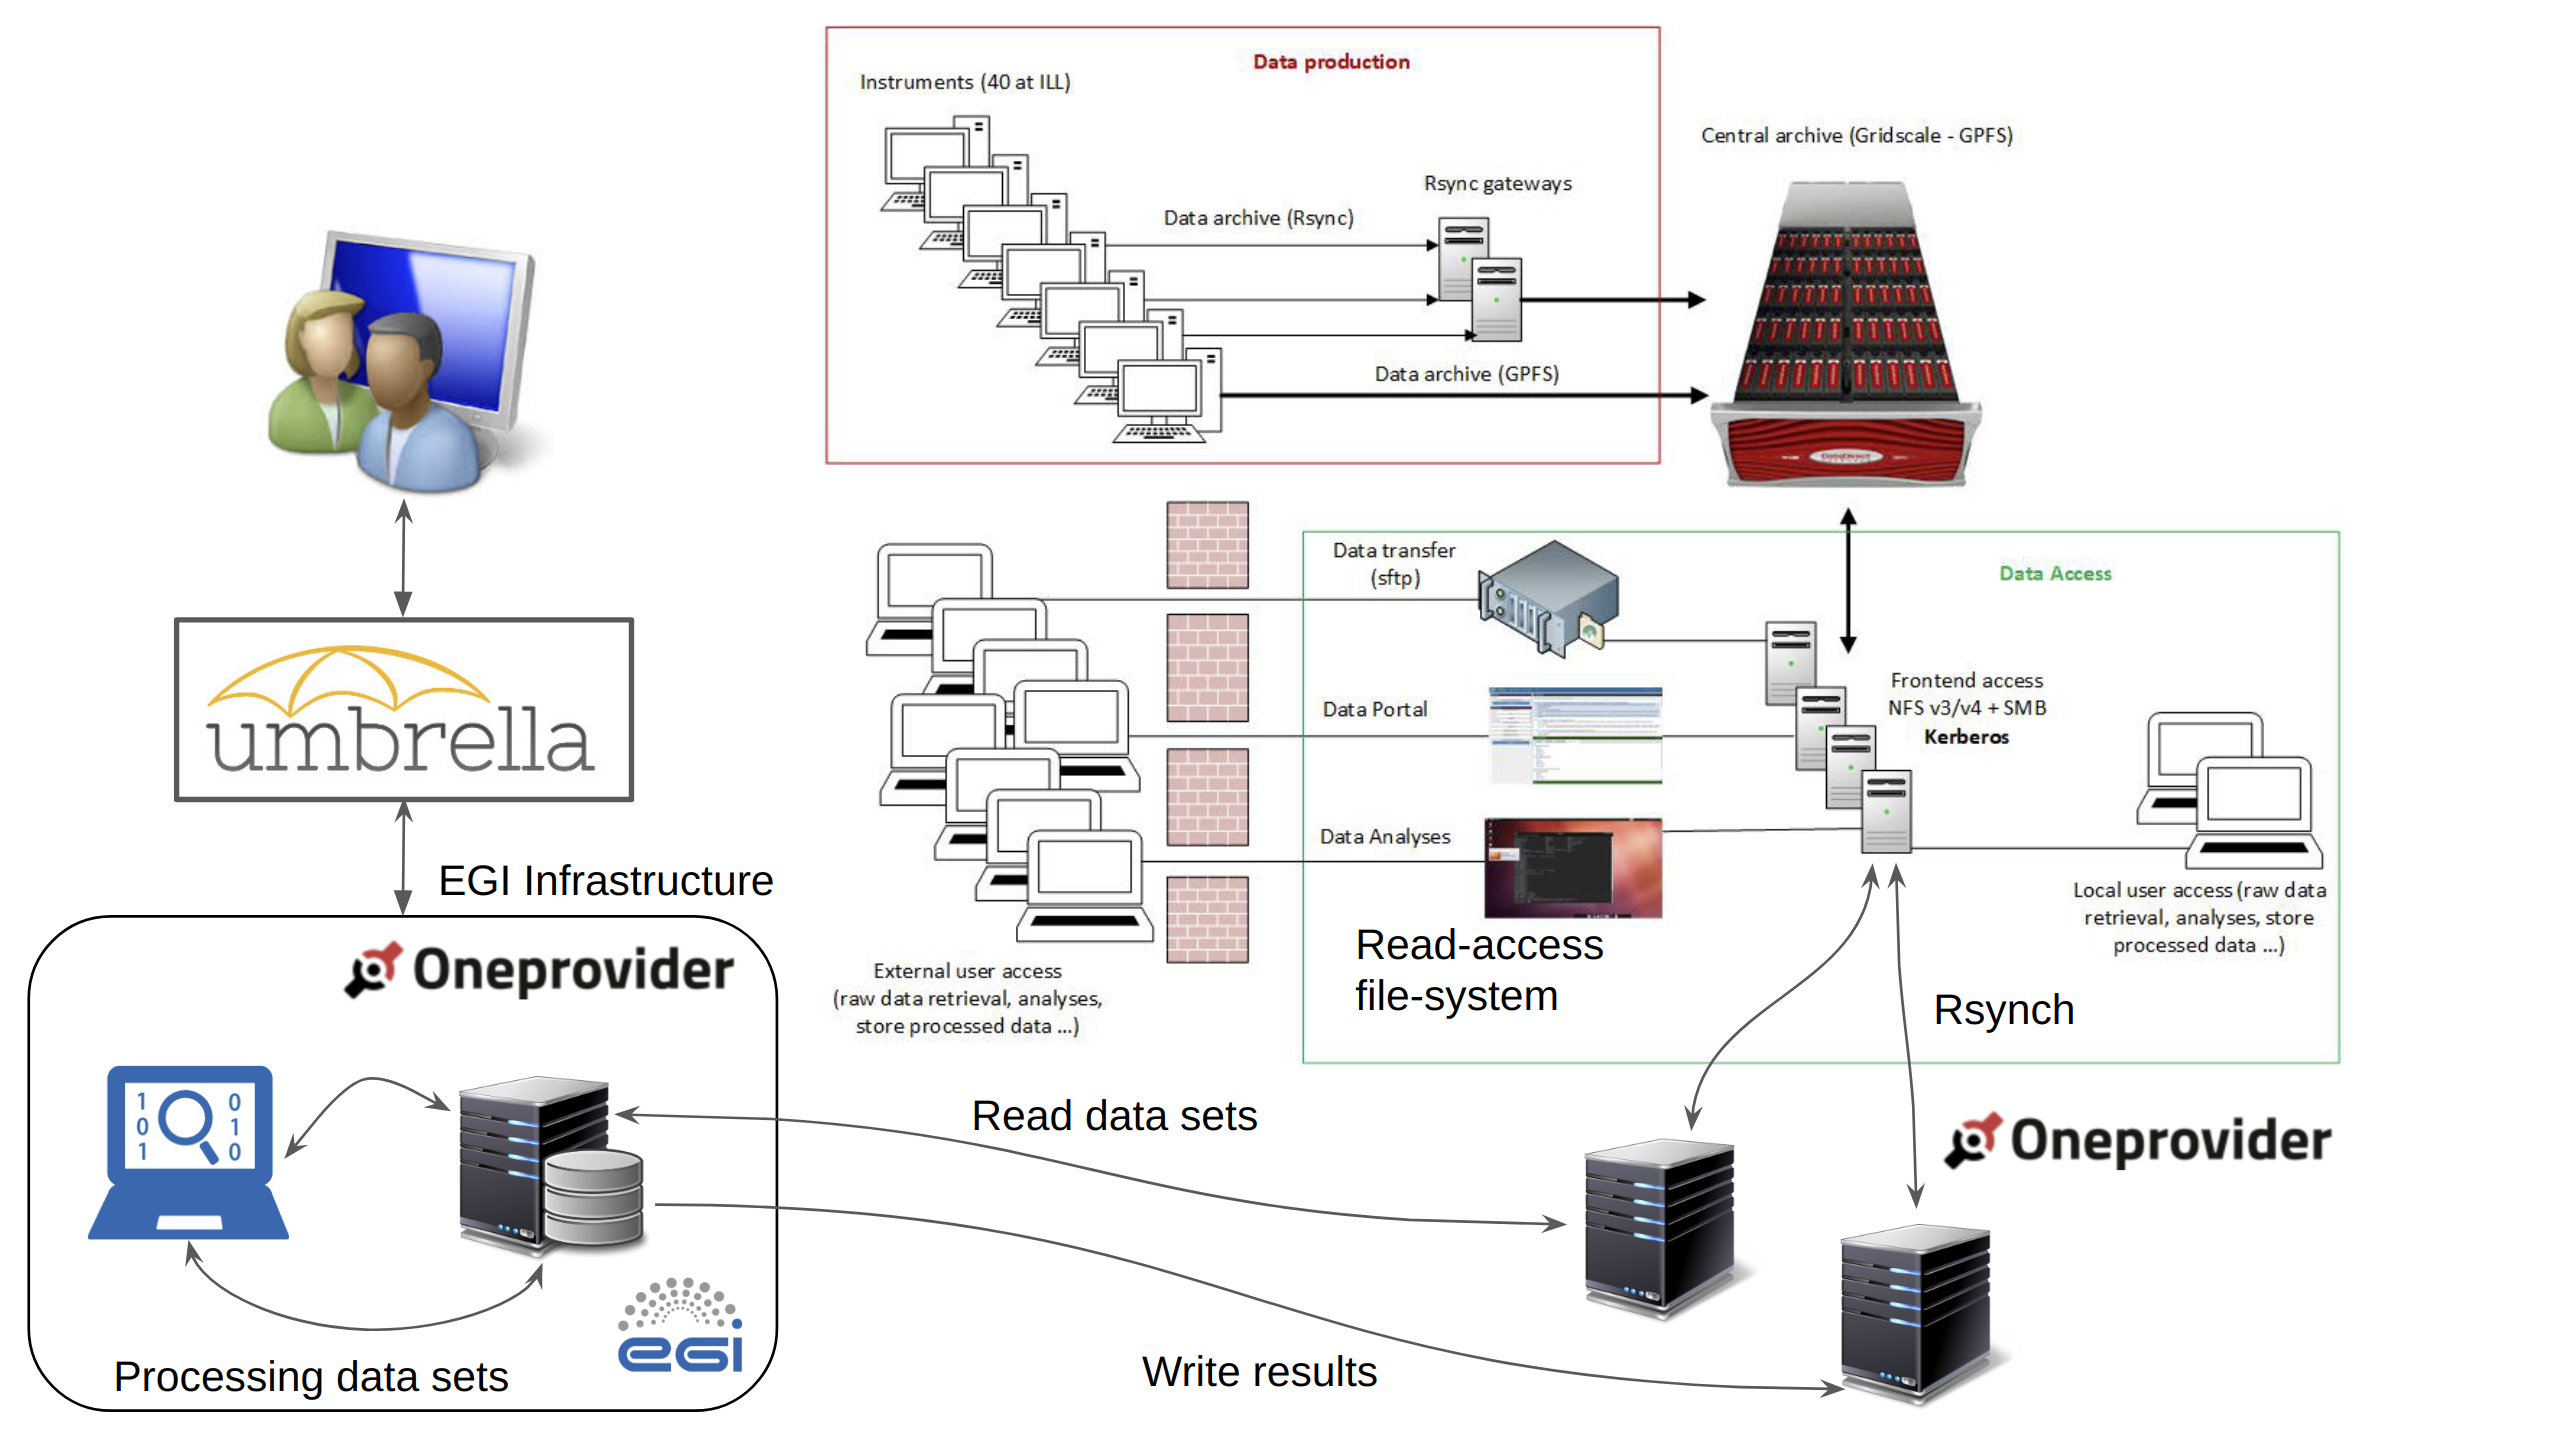 Data production
Instruments (40 at ILL)
Central archive (Gridscale - GPFS)
Rsync gateways
Data archive (Rsync)
Data archive (GPFS)
Data transfer
(sftp)
Data Access
Data Portal
Frontend access
NFS v3/v4 + SMB
Kerberos
Data Analyses
Local user access (raw data
retrieval, analyses, store
processed data ...)
External user access
(raw data retrieval, analyses,
store processed data ...)
Read-access
file-system
Rsynch
umbrella
EGI Infrastructure
Oneprovider
1 0
0 1
1 0
Read data sets
Oneprovider
egi
Processing data sets
Write results